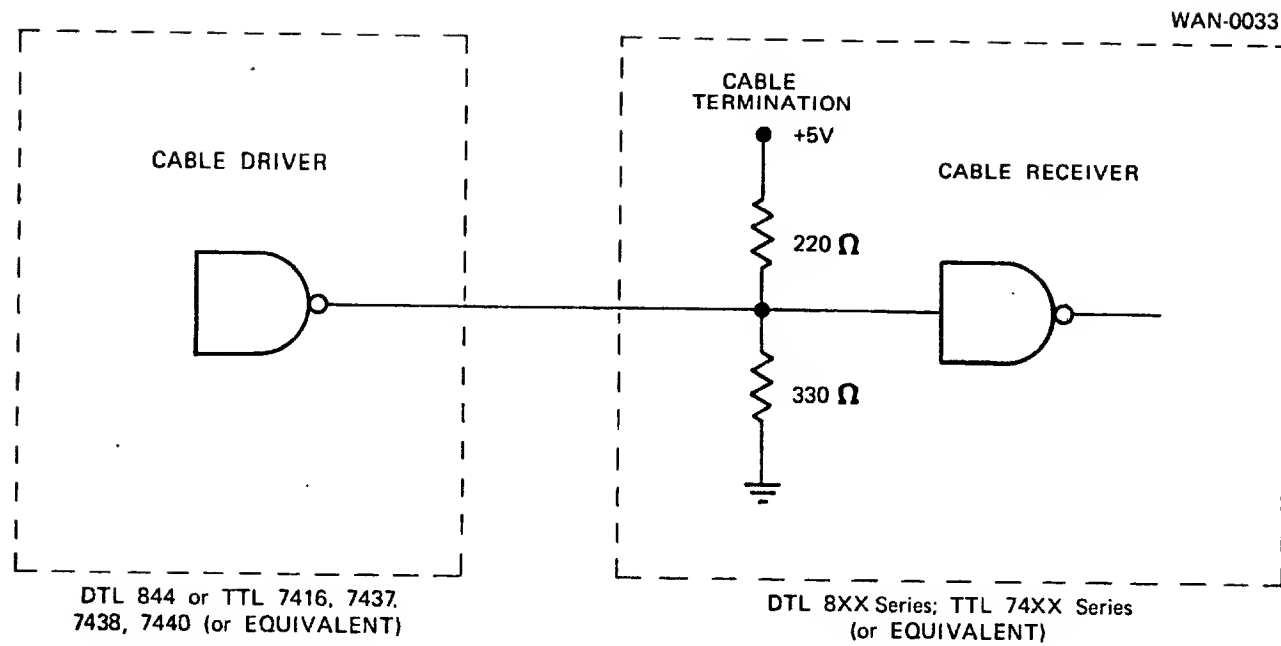 WAN-0033
CABLE
TERMINATION
+5V
CABLE DRIVER
CABLE RECEIVER
220 Ω
330 Ω
DTL 844 or TTL 7416, 7437,
7438, 7440 (or EQUIVALENT)
DTL 8XX Series; TTL 74XX Series
(or EQUIVALENT)